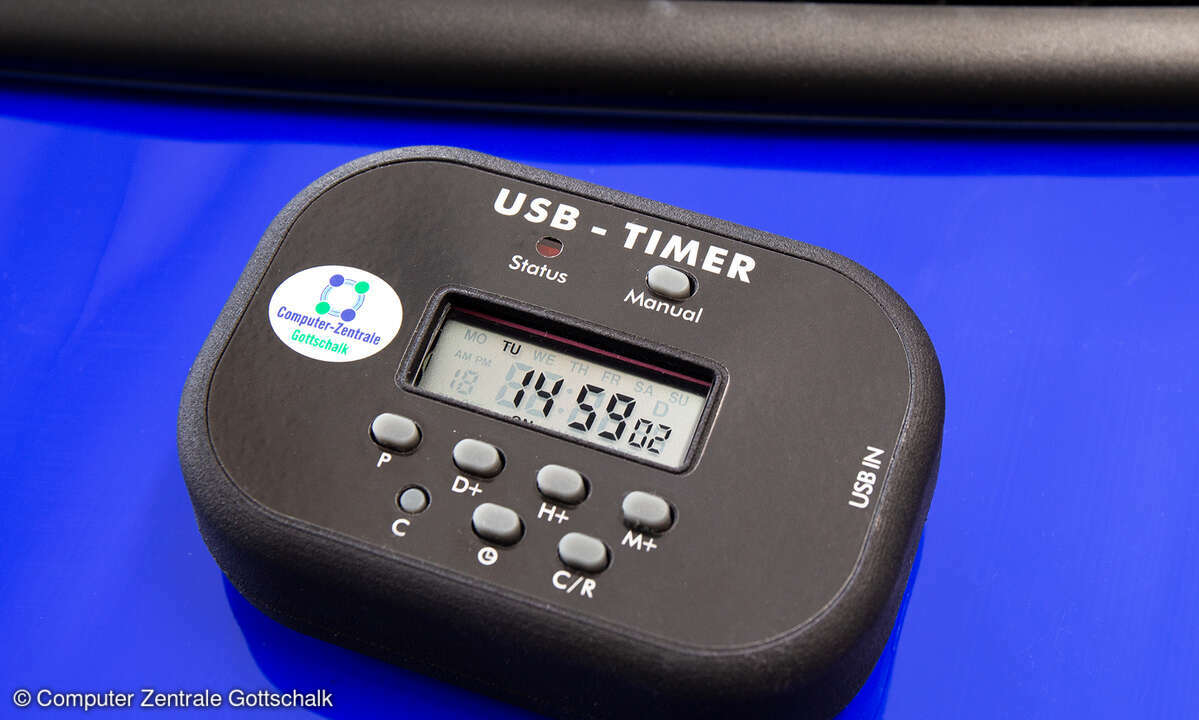 USB - TIMER
Status
Manual
Computer-Zentrale
Gottschalk
MO TU WE TH FR SA SU
AM PM
D
14 59 02
P
D+
H+
M+
C
C/R
USB IN
© Computer Zentrale Gottschalk